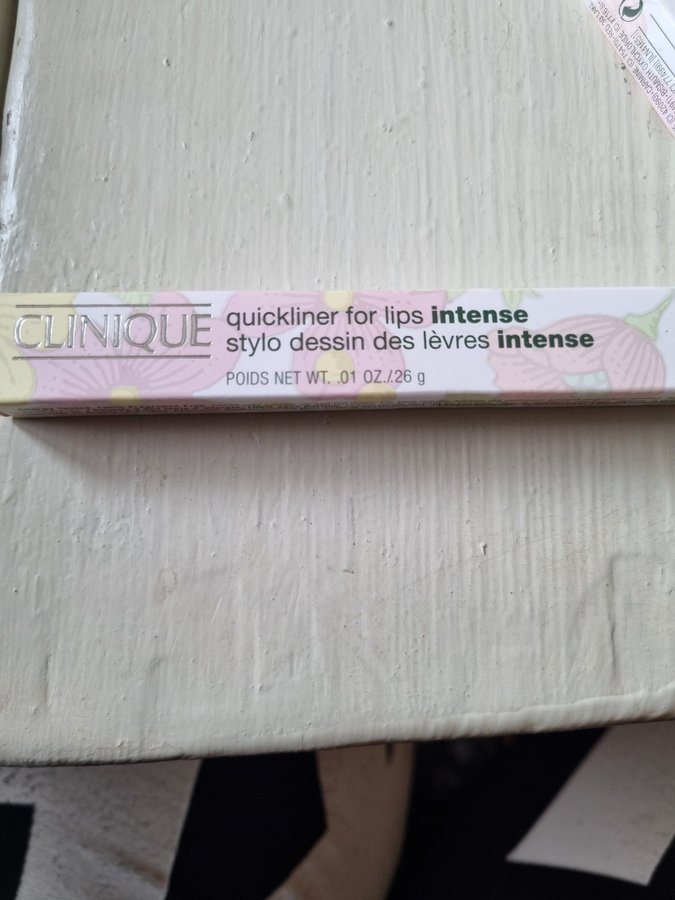 CLINIQUE
quickliner for lips intense
stylo dessin des lèvres intense
POIDS NET WT. .01 OZ./.26 g